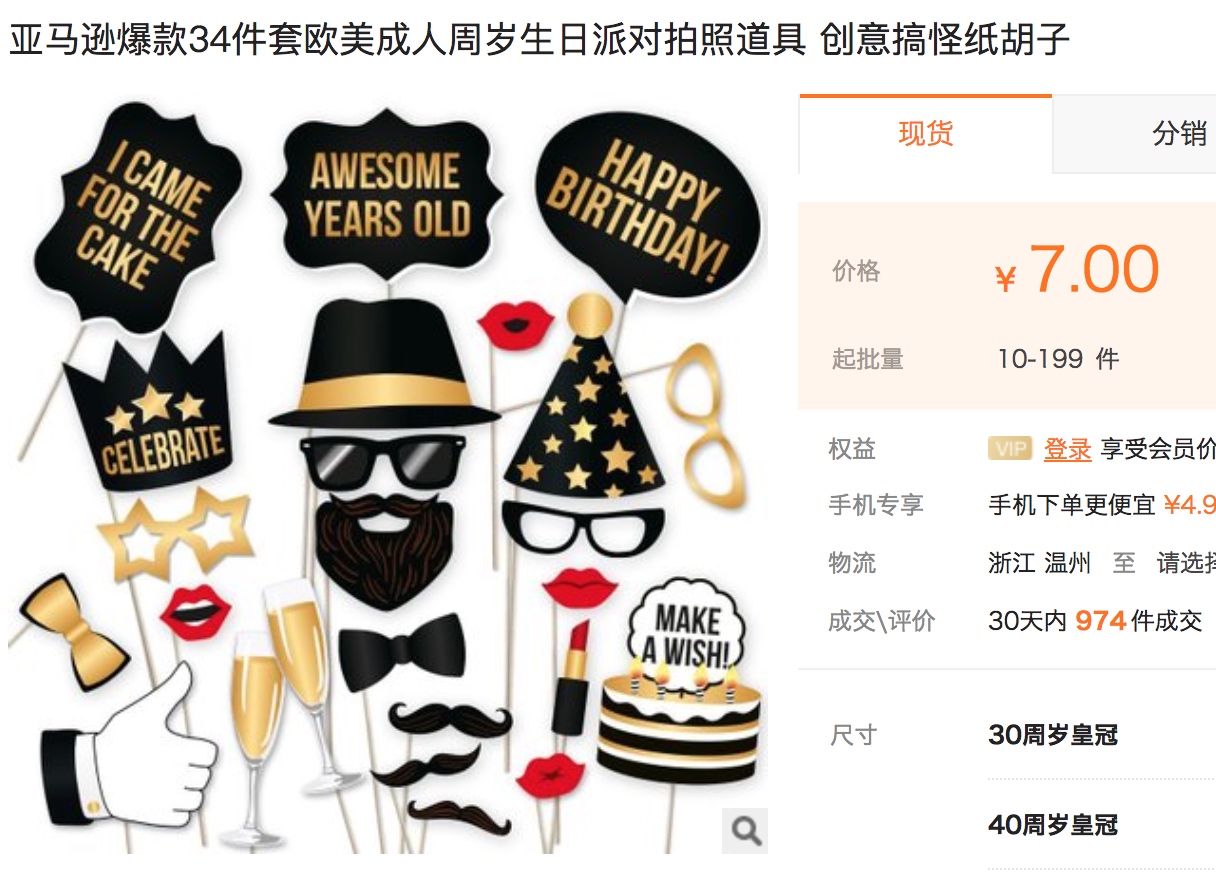 亚马逊爆款34件套欧美成人周岁生日派对拍照道具 创意搞怪纸胡子
I CAME
FOR THE
CAKE
AWESOME
YEARS OLD
HAPPY
BIRTHDAY!
CELEBRATE
MAKE
A WISH!
现货
分销
价格
¥ 7.00
起批量
10-199 件
权益
VIP 登录 享受会员价
手机专享
手机下单更便宜 ¥4.9
物流
浙江 温州 至 请选择
成交\评价
30天内 974 件成交
尺寸
30周岁皇冠
40周岁皇冠